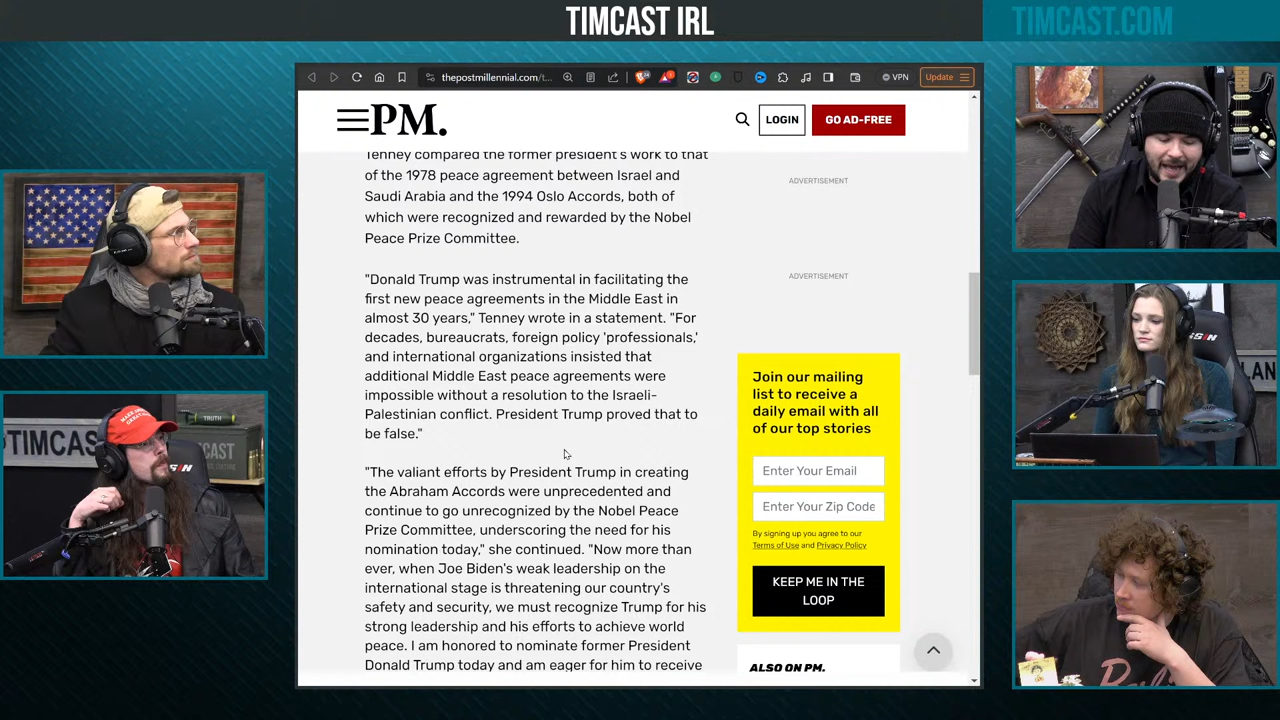 TIMCAST IRL
TIMCAST.COM
thepostmillennial.com/t...
VPN
Update
PM.
LOGIN
GO AD-FREE
Tenney compared the former president's work to that
of the 1978 peace agreement between Israel and
Saudi Arabia and the 1994 Oslo Accords, both of
which were recognized and rewarded by the Nobel
Peace Prize Committee.
"Donald Trump was instrumental in facilitating the
first new peace agreements in the Middle East in
almost 30 years," Tenney wrote in a statement. "For
decades, bureaucrats, foreign policy 'professionals,'
and international organizations insisted that
additional Middle East peace agreements were
impossible without a resolution to the Israeli-
Palestinian conflict. President Trump proved that to
be false."
"The valiant efforts by President Trump in creating
the Abraham Accords were unprecedented and
continue to go unrecognized by the Nobel Peace
Prize Committee, underscoring the need for his
nomination today," she continued. "Now more than
ever, when Joe Biden's weak leadership on the
international stage is threatening our country's
safety and security, we must recognize Trump for his
strong leadership and his efforts to achieve world
peace. I am honored to nominate former President
Donald Trump today and am eager for him to receive
ADVERTISEMENT
ADVERTISEMENT
Join our mailing
list to receive a
daily email with all
of our top stories
Enter Your Email
Enter Your Zip Code
By signing up you agree to our
Terms of Use and Privacy Policy
KEEP ME IN THE
LOOP
ALSO ON PM.
TIMCAST
TRUTH
CAST